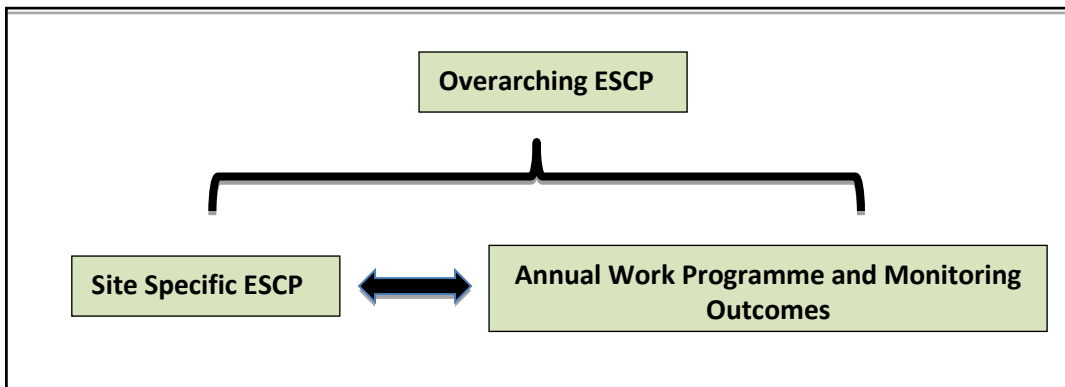 Overarching ESCP
Site Specific ESCP
Annual Work Programme and Monitoring
Outcomes